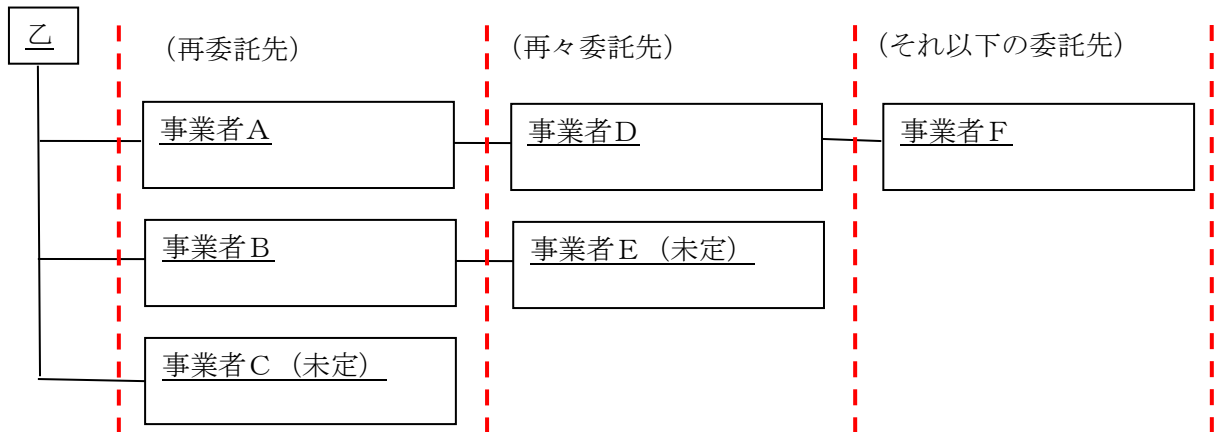 乙
（再委託先） （再々委託先） （それ以下の委託先）
事業者Ａ 事業者Ｄ 事業者Ｆ
事業者Ｂ 事業者Ｅ（未定）
事業者Ｃ（未定）